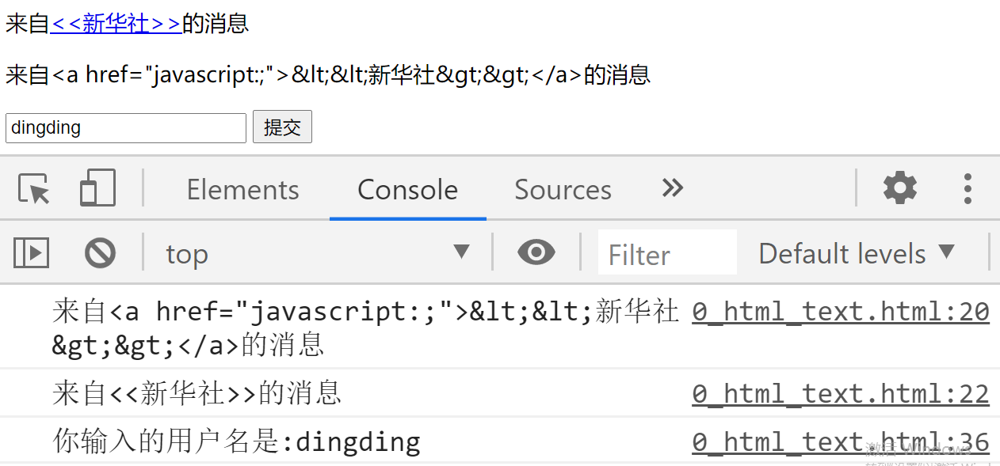 来自<<新华社>>的消息
来自<a href="javascript:;">&lt;&lt;新华社&gt;&gt;</a>的消息
dingding 提交
Elements Console Sources
top Filter Default levels
来自<a href="javascript:;">&lt;&lt;新华社 0_html_text.html:20
&gt;&gt;</a>的消息
来自<<新华社>>的消息 0_html_text.html:22
你输入的用户名是:dingding 0_html_text.html:36
激活 Windows